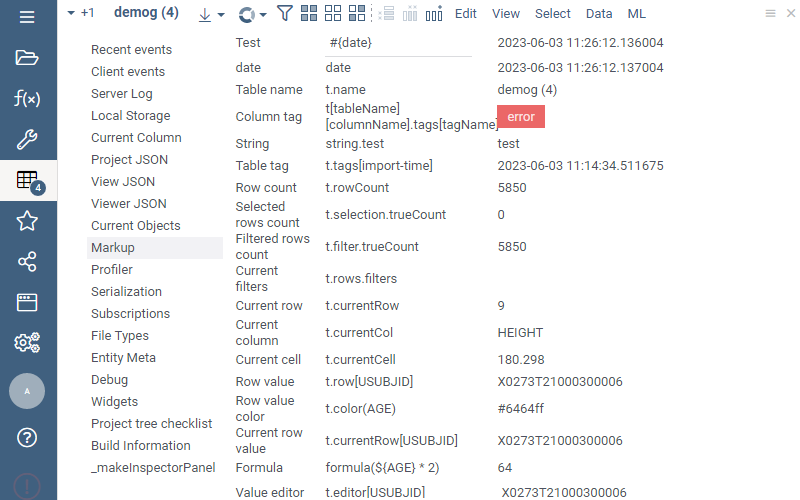 +1 demog (4) Edit View Select Data ML
f(x)
4
A
Recent events
Client events
Server Log
Local Storage
Current Column
Project JSON
View JSON
Viewer JSON
Current Objects
Markup
Profiler
Serialization
Subscriptions
File Types
Entity Meta
Debug
Widgets
Project tree checklist
Build Information
_makeInspectorPanel
Test #{date} 2023-06-03 11:26:12.136004
date date 2023-06-03 11:26:12.137004
Table name t.name demog (4)
Column tag t[tableName][columnName].tags[tagName] error
String string.test test
Table tag t.tags[import-time] 2023-06-03 11:14:34.511675
Row count t.rowCount 5850
Selected rows count t.selection.trueCount 0
Filtered rows count t.filter.trueCount 5850
Current filters t.rows.filters
Current row t.currentRow 9
Current column t.currentCol HEIGHT
Current cell t.currentCell 180.298
Row value t.row[USUBJID] X0273T21000300006
Row value color t.color(AGE) #6464ff
Current row value t.currentRow[USUBJID] X0273T21000300006
Formula formula(${AGE} * 2) 64
Value editor t.editor[USUBJID] X0273T21000300006